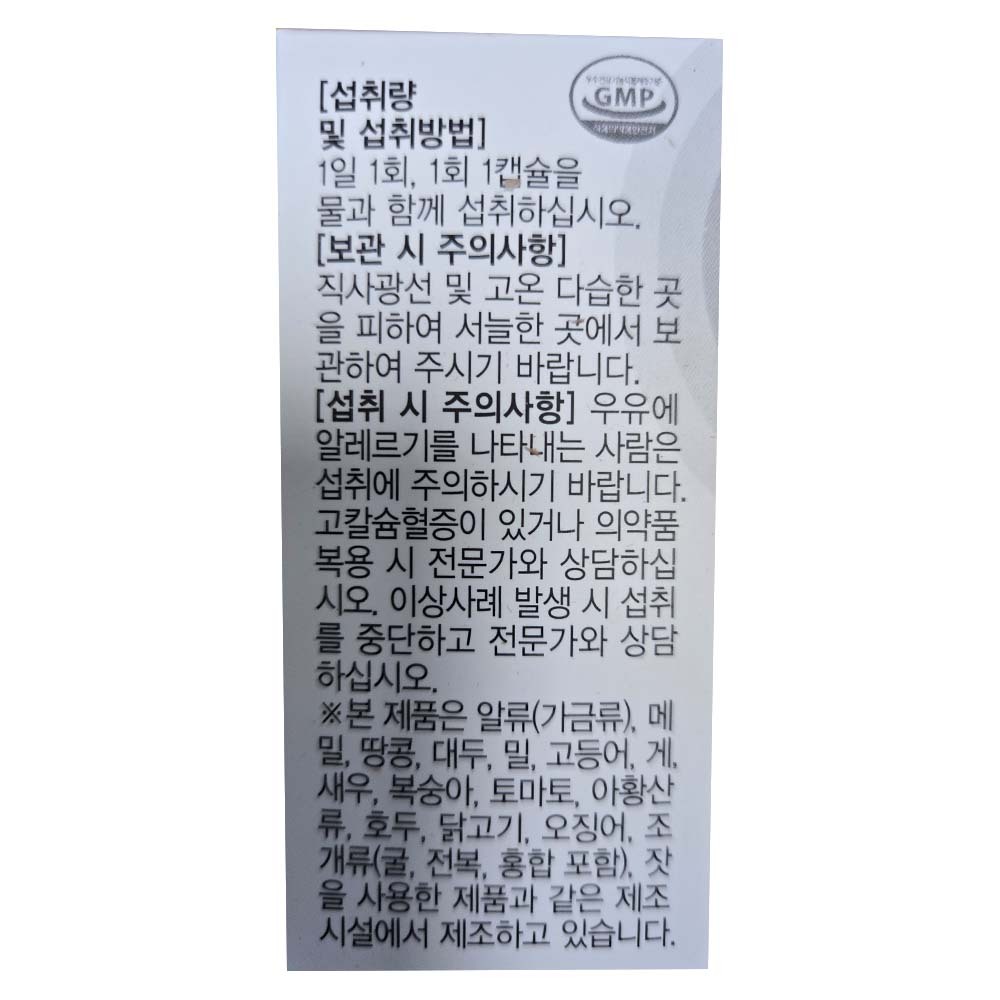 [섭취량
및 섭취방법]
GMP
1일 1회, 1회 1캡슐을
물과 함께 섭취하십시오.
[보관 시 주의사항]
직사광선 및 고온 다습한 곳
을 피하여 서늘한 곳에서 보
관하여 주시기 바랍니다.
[섭취 시 주의사항] 우유에
알레르기를 나타내는 사람은
섭취에 주의하시기 바랍니다.
고칼슘혈증이 있거나 의약품
복용 시 전문가와 상담하십
시오. 이상사례 발생 시 섭취
를 중단하고 전문가와 상담
하십시오.
※본 제품은 알류(가금류), 메
밀, 땅콩, 대두, 밀, 고등어, 게,
새우, 복숭아, 토마토, 아황산
류, 호두, 닭고기, 오징어, 조
개류(굴, 전복, 홍합 포함), 잣
을 사용한 제품과 같은 제조
시설에서 제조하고 있습니다.